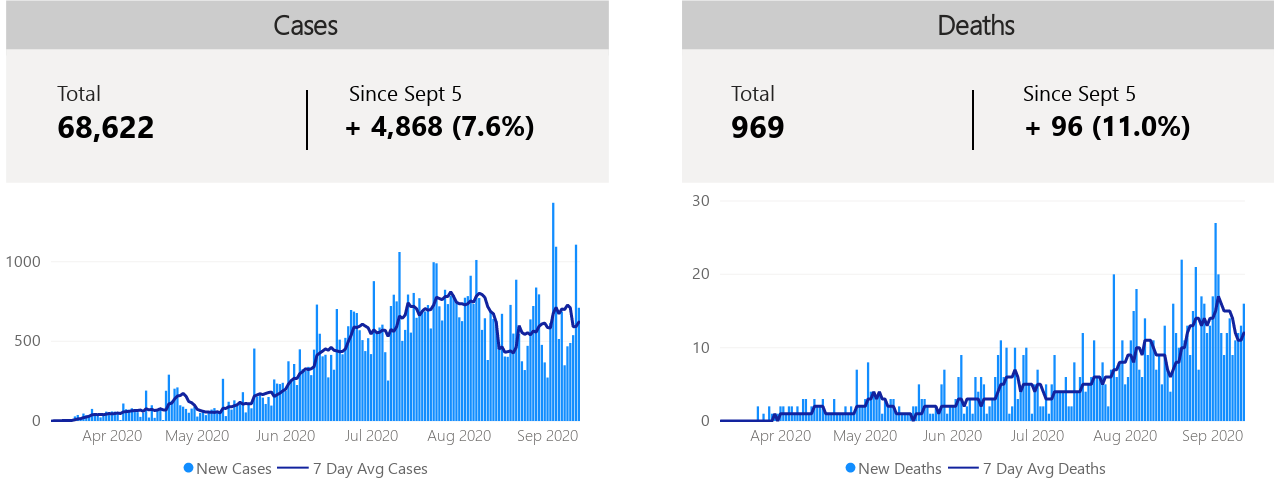 Cases
Total
68,622
Since Sept 5
+ 4,868 (7.6%)
1000
500
0
Apr 2020 May 2020 Jun 2020 Jul 2020 Aug 2020 Sep 2020
New Cases 7 Day Avg Cases
Deaths
Total
969
Since Sept 5
+ 96 (11.0%)
30
20
10
0
Apr 2020 May 2020 Jun 2020 Jul 2020 Aug 2020 Sep 2020
New Deaths 7 Day Avg Deaths